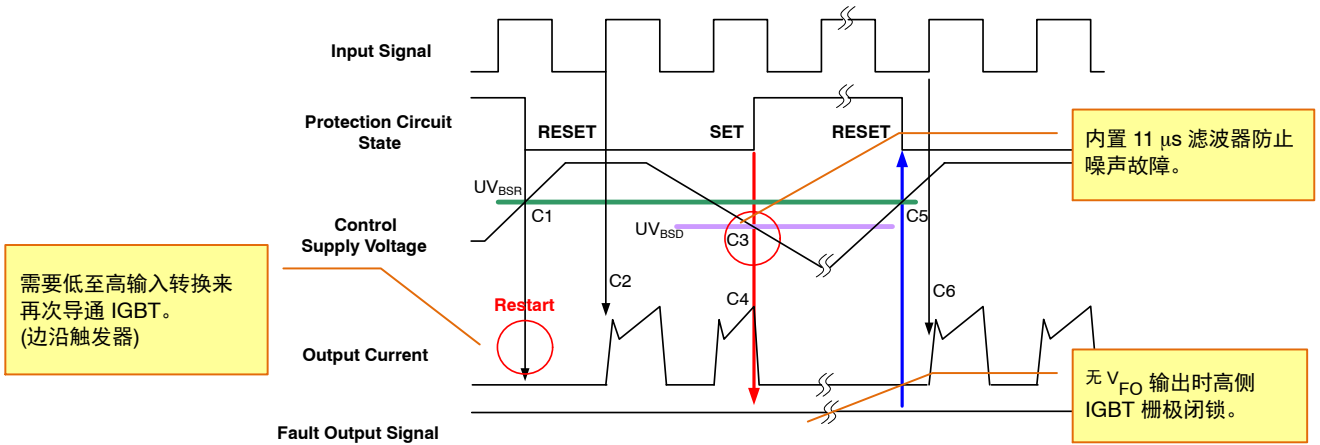 Input Signal
Protection Circuit
State
RESET
SET
RESET
内置 11 μs 滤波器防止
噪声故障。
UVBSR
C1
C5
Control
Supply Voltage
UVBSD
C3
需要低至高输入转换来
再次导通 IGBT。
(边沿触发器)
C2
C4
C6
Restart
Output Current
无 VFO 输出时高侧
IGBT 栅极闭锁。
Fault Output Signal